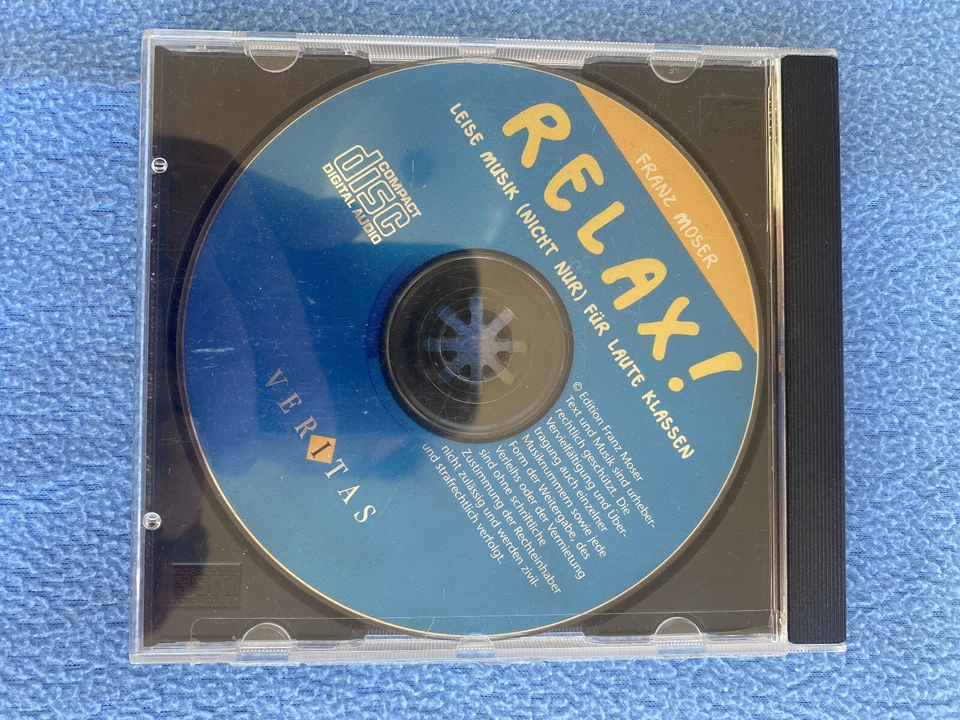 FRANZ MOSER
RELAX!
LEISE MUSIK (NICHT NUR) FÜR LAUTE KLASSEN
COMPACT
disc
DIGITAL AUDIO
© Edition Franz Moser
Text und Musik sind urheber-
rechtlich geschützt. Die
Vervielfältigung und Über-
tragung auch einzelner
Musiknummern sowie jede
Form der Weitergabe, des
Verleihs oder der Vermietung
sind ohne schriftliche
Zustimmung der Rechteinhaber
nicht zulässig und werden zivil-
und strafrechtlich verfolgt.
VERITAS